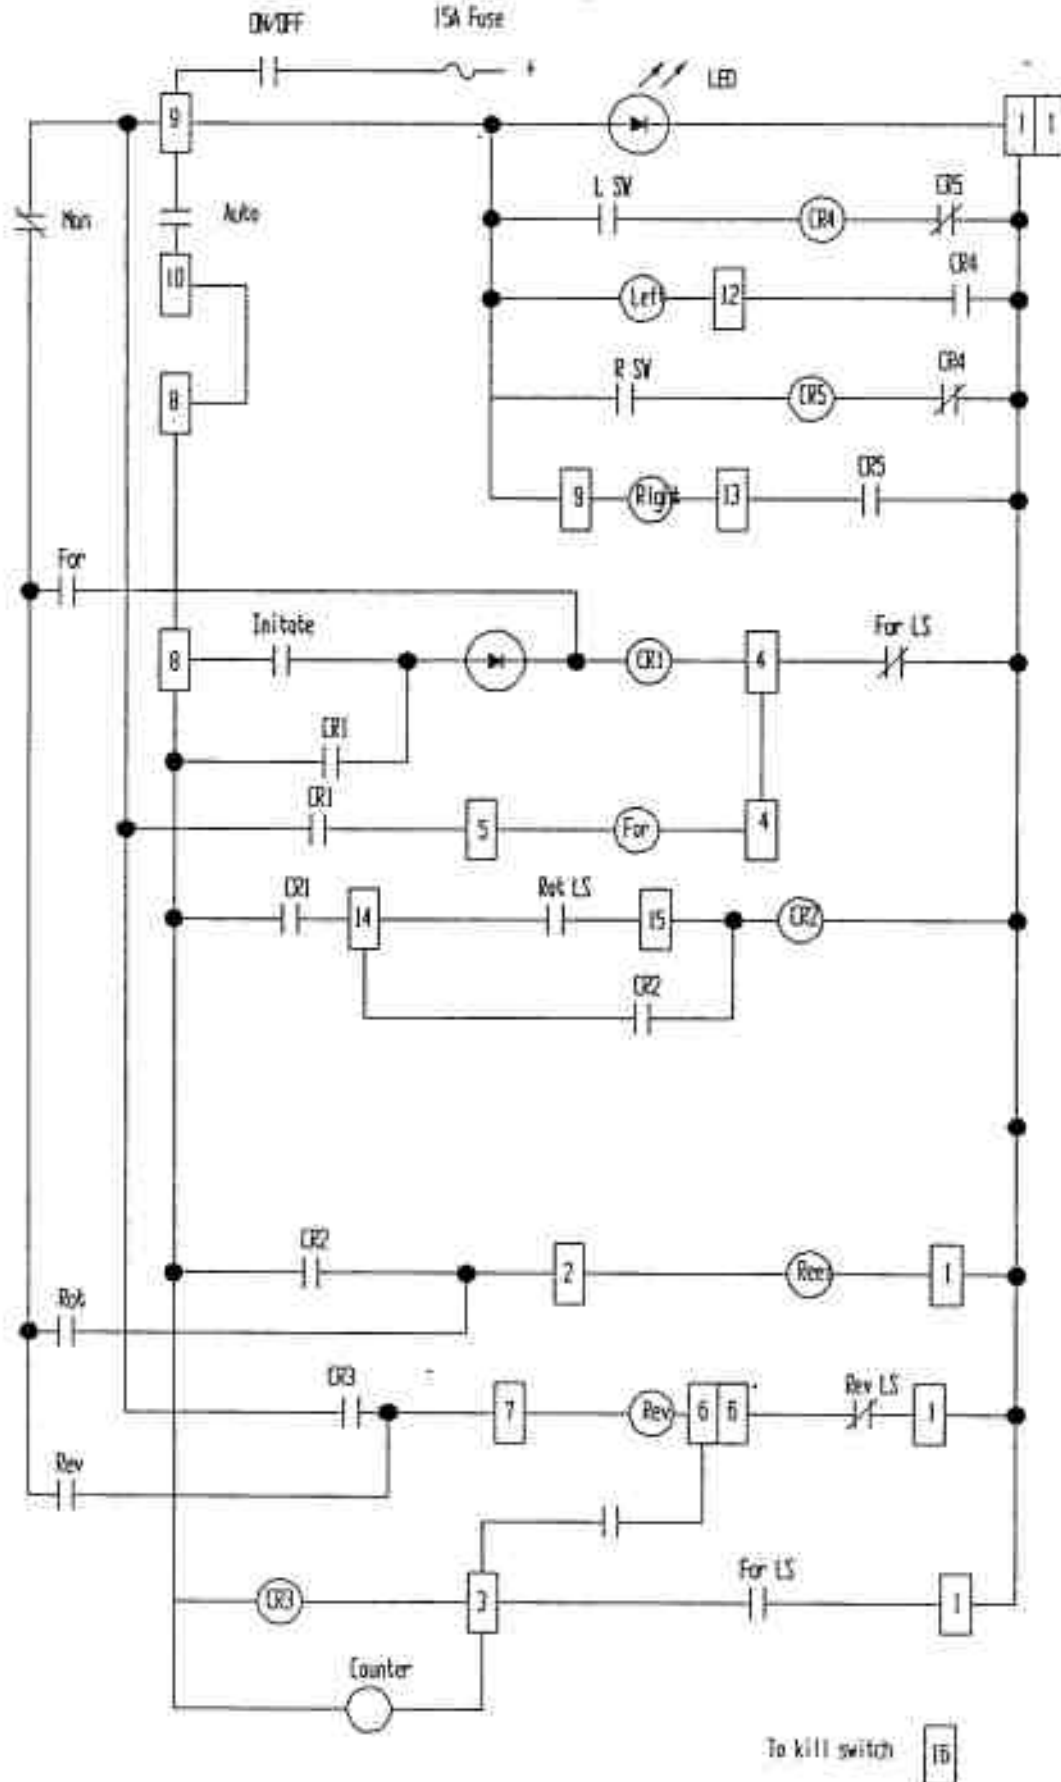 ON/OFF 15A Fuse
+ -
LED
9 1 1
L SW CR5
Man Auto CR4
10 CR4
Left 12
R SW CR4
8 CR5
CR5
9 Right 13
For
Initate For LS
8 CR1 4
CR1
CR1
5 For 4
CR1 Rot LS
14 15 CR2
CR2
CR2
2 Ree 1
Rot
CR3 Rev LS
7 Rev 6 6 1
Rev
For LS
CR3 3 1
Counter
To kill switch 16